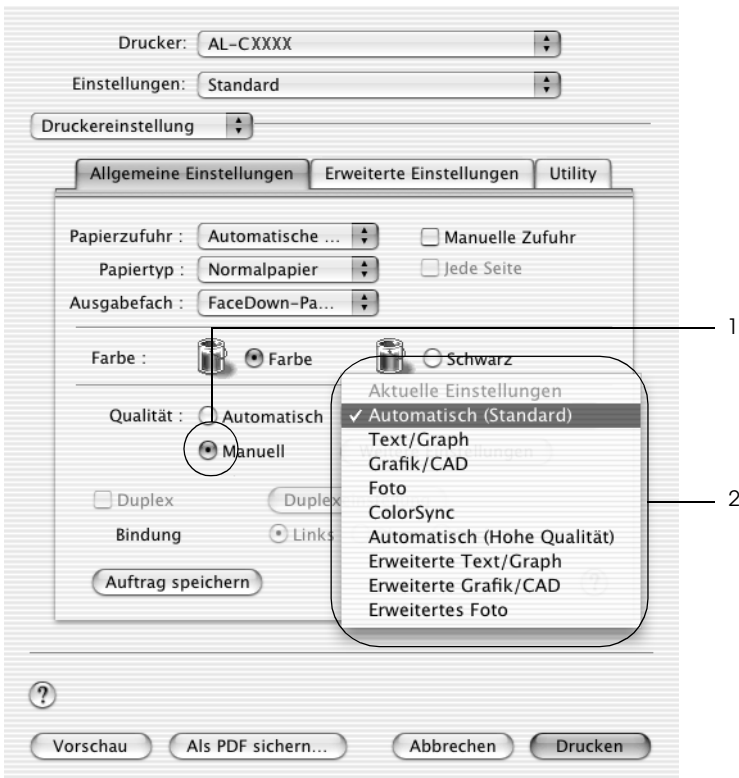 Drucker: AL-CXXXX
Einstellungen: Standard
Druckereinstellung
Allgemeine Einstellungen Erweiterte Einstellungen Utility
Papierzufuhr : Automatische ... Manuelle Zufuhr
Papiertyp : Normalpapier Jede Seite
Ausgabefach : FaceDown-Pa...
1
Farbe : Farbe Schwarz
Qualität : Automatisch
Manuell
Aktuelle Einstellungen
✓ Automatisch (Standard)
Text/Graph
Grafik/CAD
Foto
ColorSync
Automatisch (Hohe Qualität)
Erweiterte Text/Graph
Erweiterte Grafik/CAD
Erweitertes Foto
2
Duplex Duplex
Bindung Links
Auftrag speichern ?
?
Vorschau Als PDF sichern... Abbrechen Drucken